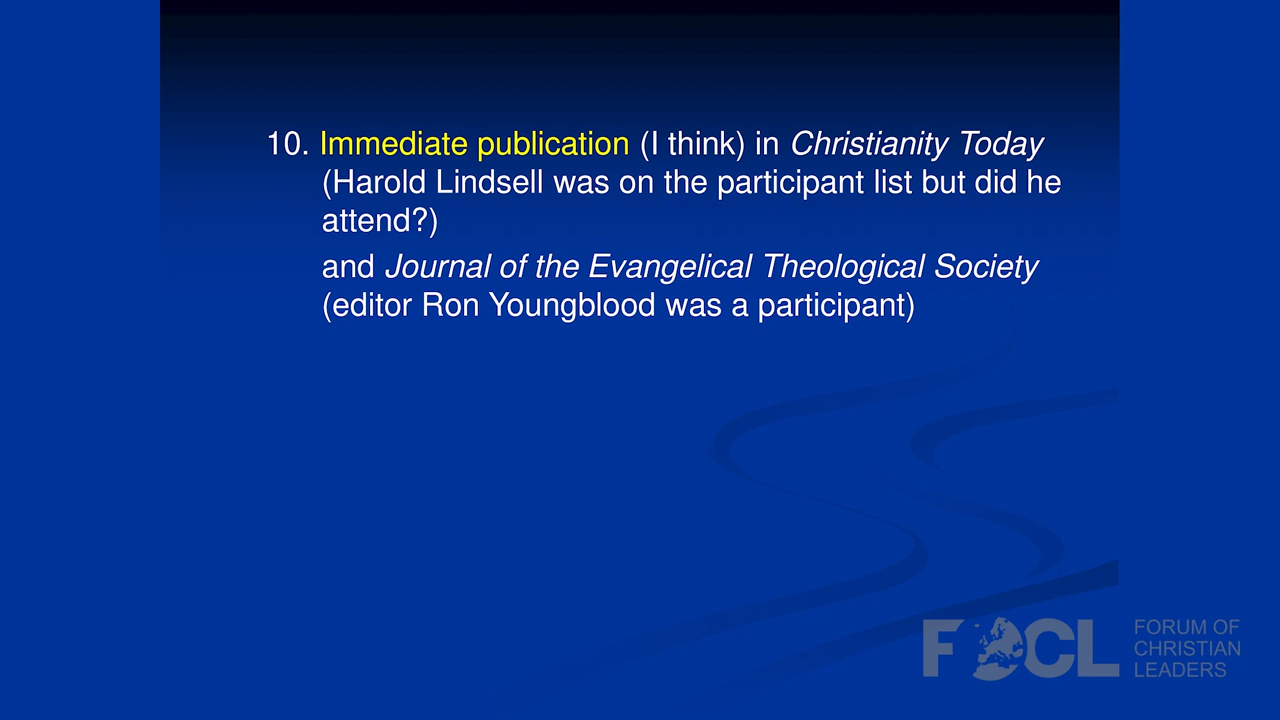 10. Immediate publication (I think) in Christianity Today
(Harold Lindsell was on the participant list but did he
attend?)
and Journal of the Evangelical Theological Society
(editor Ron Youngblood was a participant)
FOCL
FORUM OF
CHRISTIAN
LEADERS